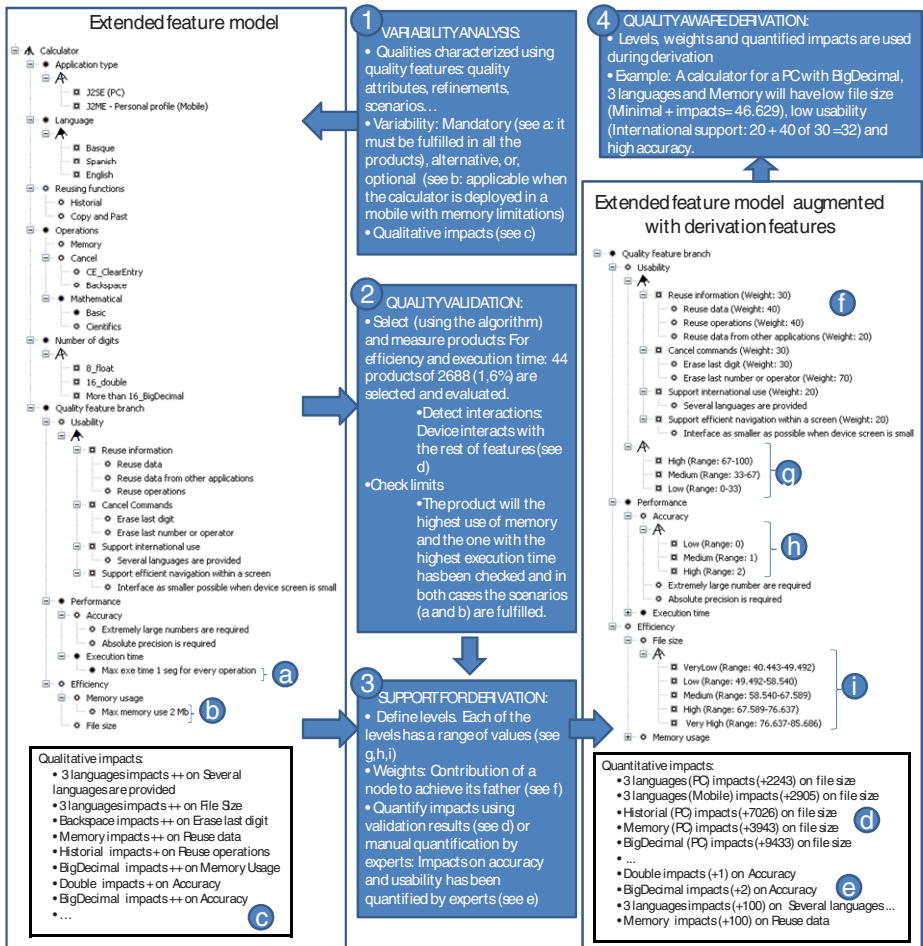 Extended feature model
Calculator
Application type
J2SE (PC)
J2ME - Personal profile (Mobile)
Language
Basque
Spanish
English
Reusing functions
Historial
Copy and Past
Operations
Memory
Cancel
CE_ClearEntry
Backspace
Mathematical
Basic
Cientifics
Number of digits
8_float
16_double
More than 16_BigDecimal
Quality feature branch
Usability
Reuse information
Reuse data
Reuse data from other applications
Reuse operations
Cancel Commands
Erase last digit
Erase last number or operator
Support international use
Several languages are provided
Support efficient navigation within a screen
Interface as smaller possible when device screen is small
Performance
Accuracy
Extremely large numbers are required
Absolute precision is required
Execution time
Max exe time 1 seg for every operation
a
Efficiency
Memory usage
Max memory use 2 Mb
b
File size
Qualitative impacts:
• 3 languages impacts ++ on Several
languages are provided
• 3 languages impacts ++ on File Size
• Backspace impacts ++ on Erase last digit
• Memory impacts ++ on Reuse data
• Historial impacts + on Reuse operations
• BigDecimal impacts ++ on Memory Usage
• Double impacts + on Accuracy
• BigDecimal impacts ++ on Accuracy
• …
c
1
VARIABILITY ANALYSIS:
• Qualities characterized using
quality features: quality
attributes, refinements,
scenarios…
• Variability: Mandatory (see a: it
must be fulfilled in all the
products), alternative, or,
optional (see b: applicable when
the calculator is deployed in a
mobile with memory limitations)
• Qualitative impacts (see c)
2
QUALITY VALIDATION:
• Select (using the algorithm)
and measure products: For
efficiency and execution time: 44
products of 2688 (1,6%) are
selected and evaluated.
• Detect interactions:
Device interacts with
the rest of features (see
d)
• Check limits
• The product will the
highest use of memory
and the one with the
highest execution time
has been checked and in
both cases the scenarios
(a and b) are fulfilled.
3
SUPPORT FOR DERIVATION:
• Define levels. Each of the
levels has a range of values (see
g,h,i)
• Weights: Contribution of a
node to achieve its father (see f)
• Quantify impacts using
validation results (see d) or
manual quantification by
experts: Impacts on accuracy
and usability has been
quantified by experts (see e)
4
QUALITY AWARE DERIVATION:
• Levels, weights and quantified impacts are used
during derivation
• Example: A calculator for a PC with BigDecimal,
3 languages and Memory will have low file size
(Minimal + impacts= 46.629), low usability
(International support: 20 + 40 of 30 =32) and
high accuracy.
Extended feature model augmented
with derivation features
Quality feature branch
Usability
Reuse information (Weight: 30)
f
Reuse data (Weight: 40)
Reuse operations (Weight: 40)
Reuse data from other applications (Weight: 20)
Cancel commands (Weight: 30)
Erase last digit (Weight: 30)
Erase last number or operator (Weight: 70)
Support international use (Weight: 20)
Several languages are provided
Support efficient navigation within a screen (Weight: 20)
Interface as smaller as possible when device screen is small
High (Range: 67-100)
Medium (Range: 33-67)
Low (Range: 0-33)
g
Performance
Accuracy
Low (Range: 0)
Medium (Range: 1)
High (Range: 2)
h
Extremely large number are required
Absolute precision is required
Execution time
Efficiency
File size
VeryLow (Range: 40.443-49.492)
Low (Range: 49.492-58.540)
Medium (Range: 58.540-67.589)
High (Range: 67.589-76.637)
Very High (Range: 76.637-85.686)
i
Memory usage
Quantitative impacts:
• 3 languages (PC) impacts (+2243) on file size
• 3 languages (Mobile) impacts (+2905) on file size
• Historial (PC) impacts (+7026) on file size
• Memory (PC) impacts (+3943) on file size
• BigDecimal (PC) impacts (+9433) on file size
d
• ...
• Double impacts (+1) on Accuracy
• BigDecimal impacts (+2) on Accuracy
e
• 3 languages impacts (+100) on Several languages ...
• Memory impacts (+100) on Reuse data